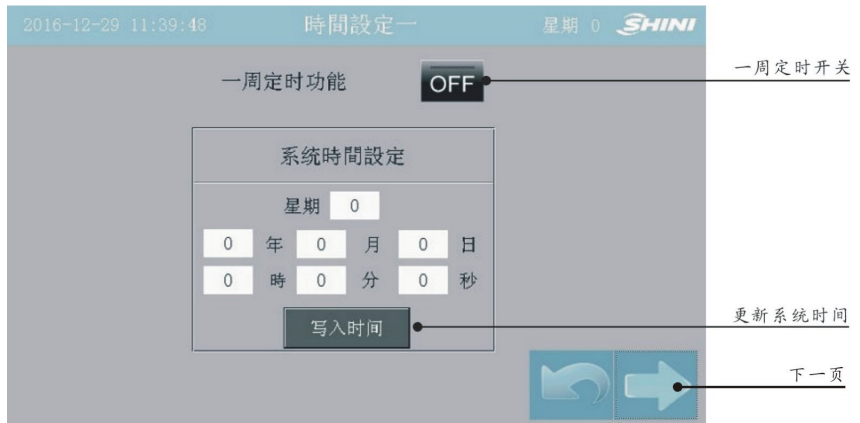 2016-12-29 11:39:48 時間設定一 星期 0 SHINI
一周定时功能 OFF 一周定时开关
系统時間設定
星期 0
0 年 0 月 0 日
0 時 0 分 0 秒
写入时间 更新系统时间
下一页